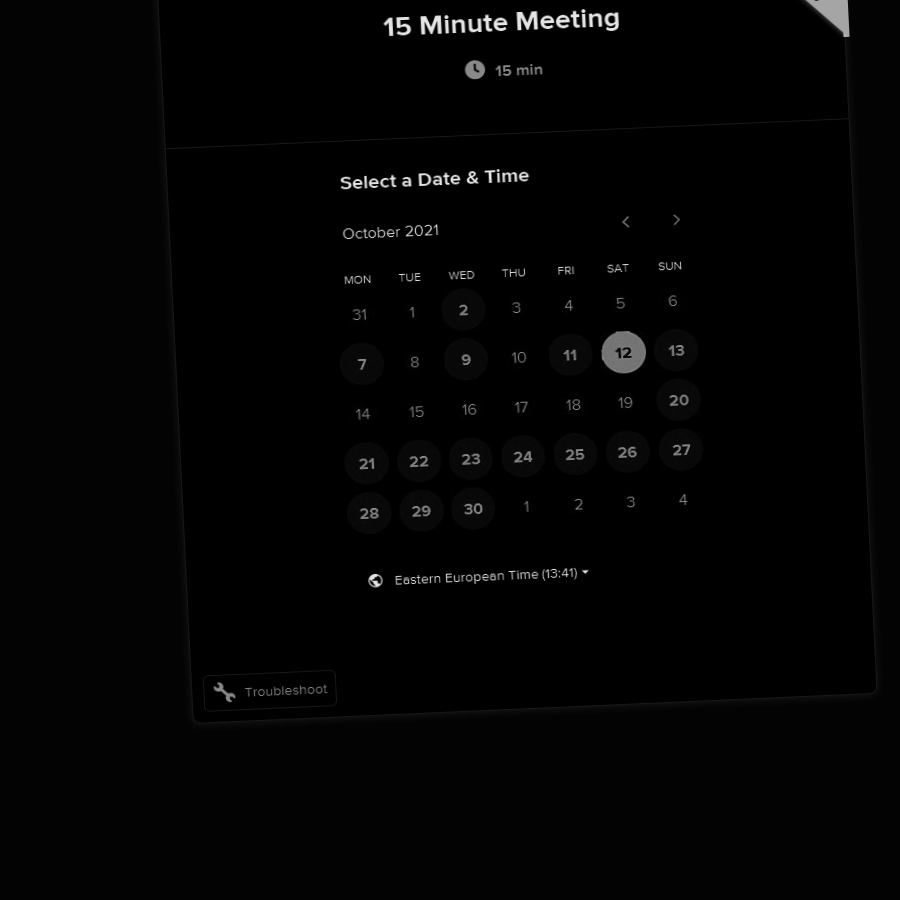 15 Minute Meeting
15 min
Select a Date & Time
October 2021
MON TUE WED THU FRI SAT SUN
31 1 2 3 4 5 6
7 8 9 10 11 12 13
14 15 16 17 18 19 20
21 22 23 24 25 26 27
28 29 30 1 2 3 4
Eastern European Time (13:41)
Troubleshoot